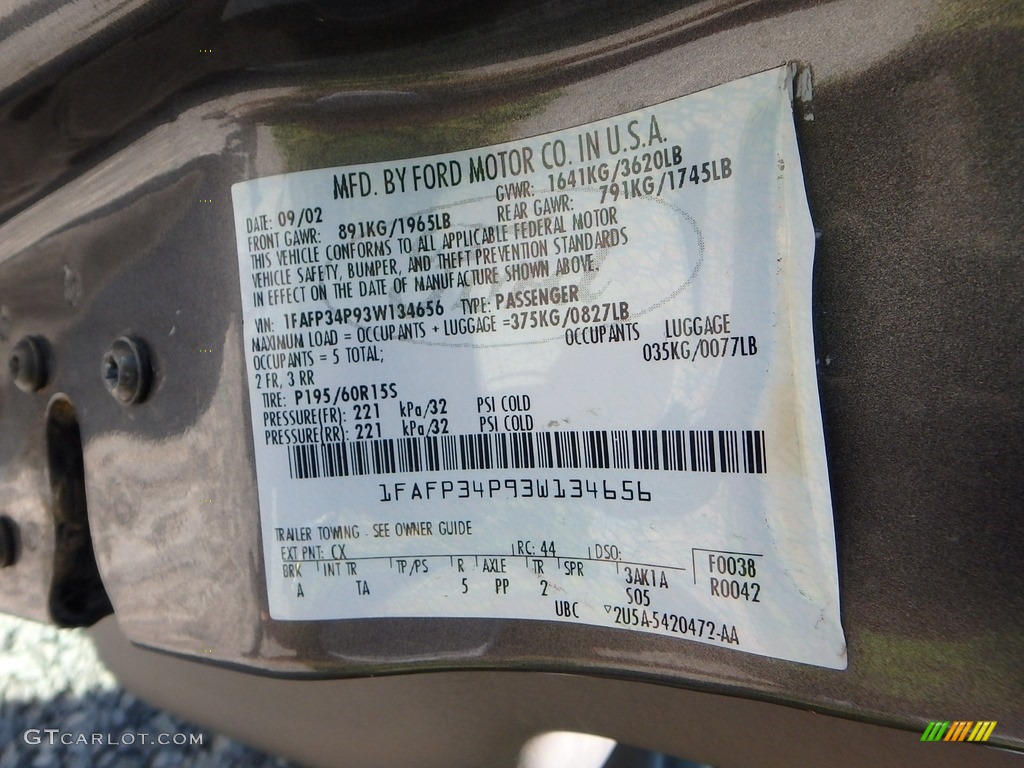 MFD. BY FORD MOTOR CO. IN U.S.A.
DATE: 09/02 GVWR: 1641KG/3620LB
FRONT GAWR: 891KG/1965LB REAR GAWR: 791KG/1745LB
THIS VEHICLE CONFORMS TO ALL APPLICABLE FEDERAL MOTOR
VEHICLE SAFETY, BUMPER, AND THEFT PREVENTION STANDARDS
IN EFFECT ON THE DATE OF MANUFACTURE SHOWN ABOVE.
VIN: 1FAFP34P93W134656 TYPE: PASSENGER
MAXIMUM LOAD = OCCUPANTS + LUGGAGE =375KG/0827LB
OCCUPANTS = 5 TOTAL; OCCUPANTS LUGGAGE
2 FR, 3 RR 035KG/0077LB
TIRE: P195/60R15S
PRESSURE(FR): 221 kPa/32 PSI COLD
PRESSURE(RR): 221 kPa/32 PSI COLD
1FAFP34P93W134656
TRAILER TOWING - SEE OWNER GUIDE
EXT PNT: CX RC: 44 DSO:
BRK INT TR TP/PS R AXLE TR SPR 3AK1A F0038
A TA 5 PP 2 S05 R0042
UBC ▽2U5A-5420472-AA
GTCARLOT.COM